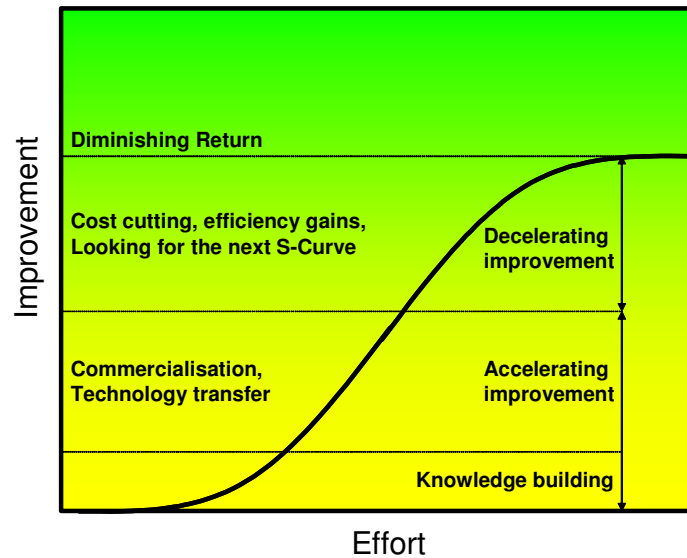 Improvement
Diminishing Return
Cost cutting, efficiency gains,
Looking for the next S-Curve
Decelerating
improvement
Commercialisation,
Technology transfer
Accelerating
improvement
Knowledge building
Effort